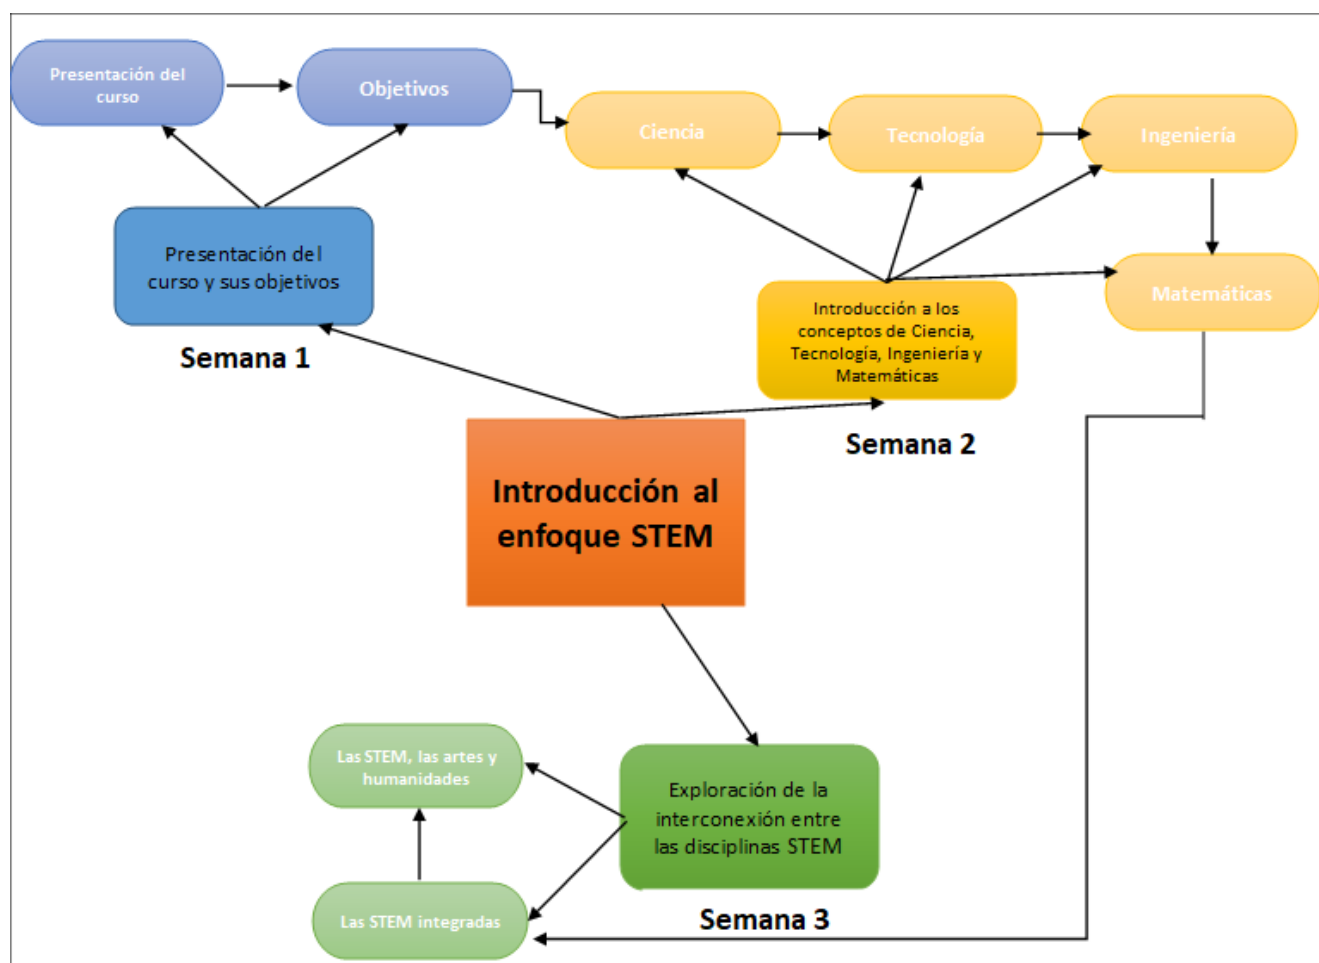 Presentación del
curso
Objetivos
Ciencia
Tecnología
Ingeniería
Matemáticas
Presentación del
curso y sus objetivos
Semana 1
Introducción a los
conceptos de Ciencia,
Tecnología, Ingeniería y
Matemáticas
Semana 2
Introducción al
enfoque STEM
Las STEM, las artes y
humanidades
Exploración de la
interconexión entre
las disciplinas STEM
Las STEM integradas
Semana 3